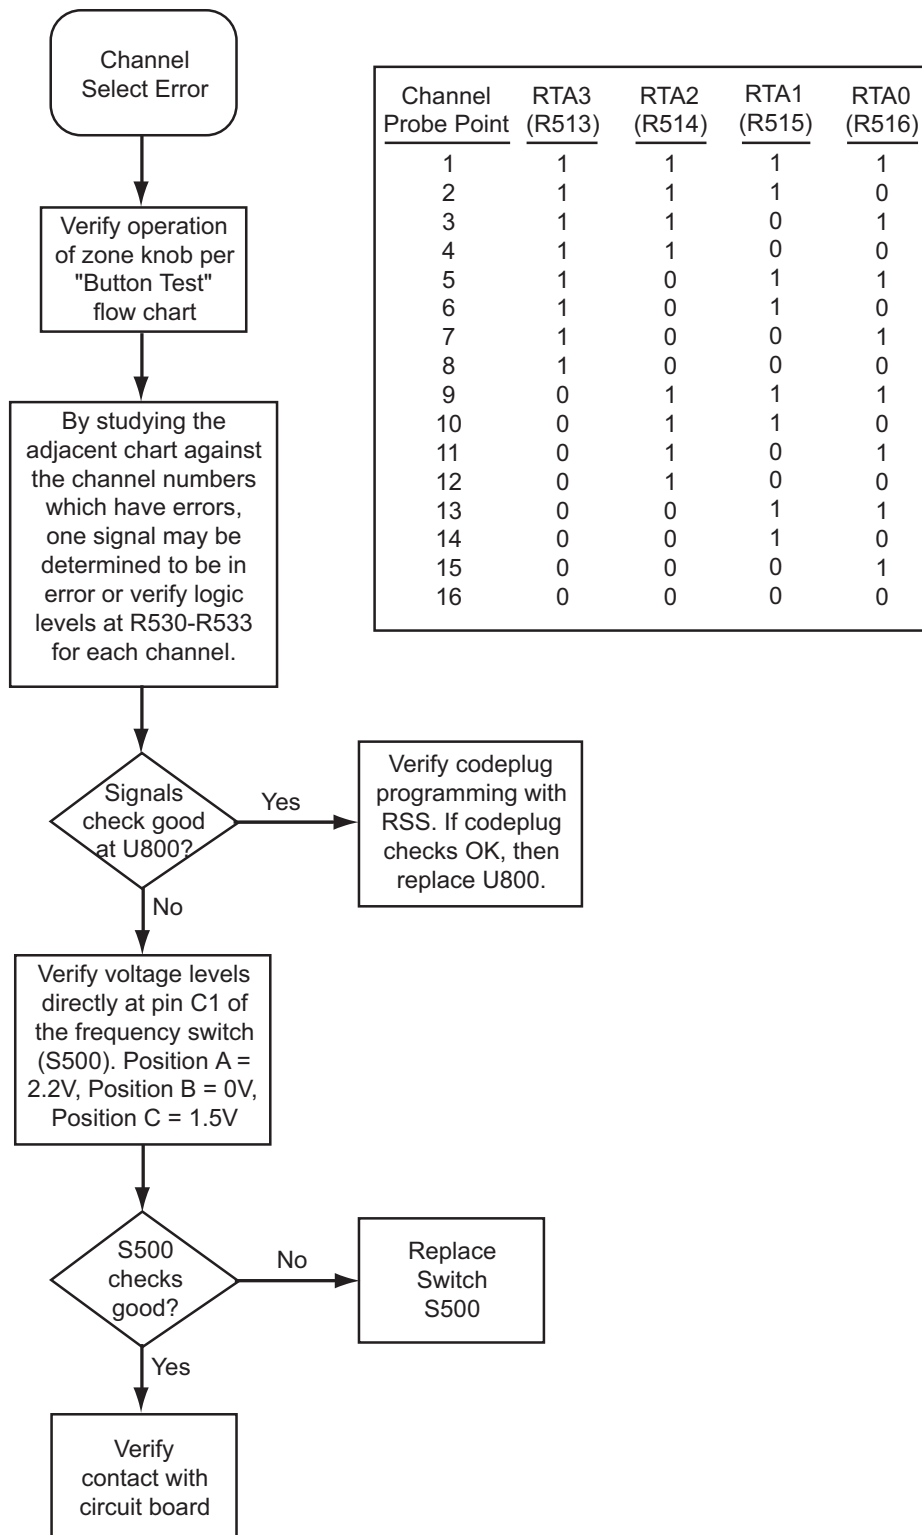 Channel
Select Error
Verify operation
of zone knob per
"Button Test"
flow chart
By studying the
adjacent chart against
the channel numbers
which have errors,
one signal may be
determined to be in
error or verify logic
levels at R530-R533
for each channel.
Signals
check good
at U800?
Yes
No
Verify codeplug
programming with
RSS. If codeplug
checks OK, then
replace U800.
Verify voltage levels
directly at pin C1 of
the frequency switch
(S500). Position A =
2.2V, Position B = 0V,
Position C = 1.5V
S500
checks
good?
No
Yes
Replace
Switch
S500
Verify
contact with
circuit board
Channel RTA3 RTA2 RTA1 RTA0
Probe Point (R513) (R514) (R515) (R516)
1 1 1 1 1
2 1 1 1 0
3 1 1 0 1
4 1 1 0 0
5 1 0 1 1
6 1 0 1 0
7 1 0 0 1
8 1 0 0 0
9 0 1 1 1
10 0 1 1 0
11 0 1 0 1
12 0 1 0 0
13 0 0 1 1
14 0 0 1 0
15 0 0 0 1
16 0 0 0 0